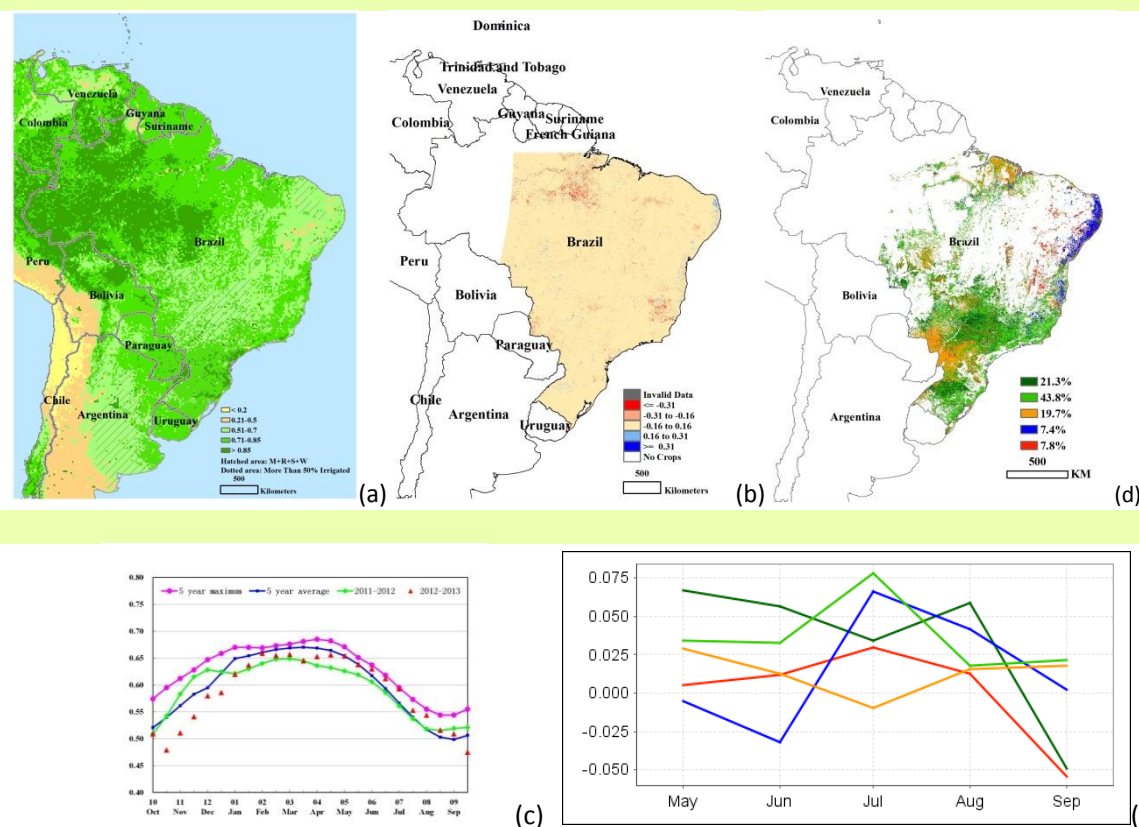 Venezuela
Colombia
Guyana
Suriname
Brazil
Peru
Bolivia
Paraguay
Chile
Argentina
Uruguay
< 0.2
0.21-0.5
0.51-0.7
0.71-0.85
> 0.85
Hatched area: M+R+S+W
Dotted area: More Than 50% Irrigated
500
Kilometers
(a)
Dominica
Trinidad and Tobago
Venezuela
Guyana
Suriname
Colombia
French Guiana
Brazil
Peru
Bolivia
Paraguay
Chile
Argentina
Uruguay
Invalid Data
<= -0.31
-0.31 to -0.16
-0.16 to 0.16
0.16 to 0.31
>= 0.31
No Crops
500
Kilometers
(b)
Venezuela
Colombia
Brazil
Bolivia
Argentina
21.3%
43.8%
19.7%
7.4%
7.8%
500
KM
(d)
0.80
5 year maximum 5 year average 2011-2012 2012-2013
0.75
0.70
0.65
0.60
0.55
0.50
0.45
0.40
10 11 12 01 02 03 04 05 06 07 08 09
Oct Nov Dec Jan Feb Mar Apr May Jun Jul Aug Sep
(c)
0.075
0.050
0.025
0.000
-0.025
-0.050
May Jun Jul Aug Sep
(